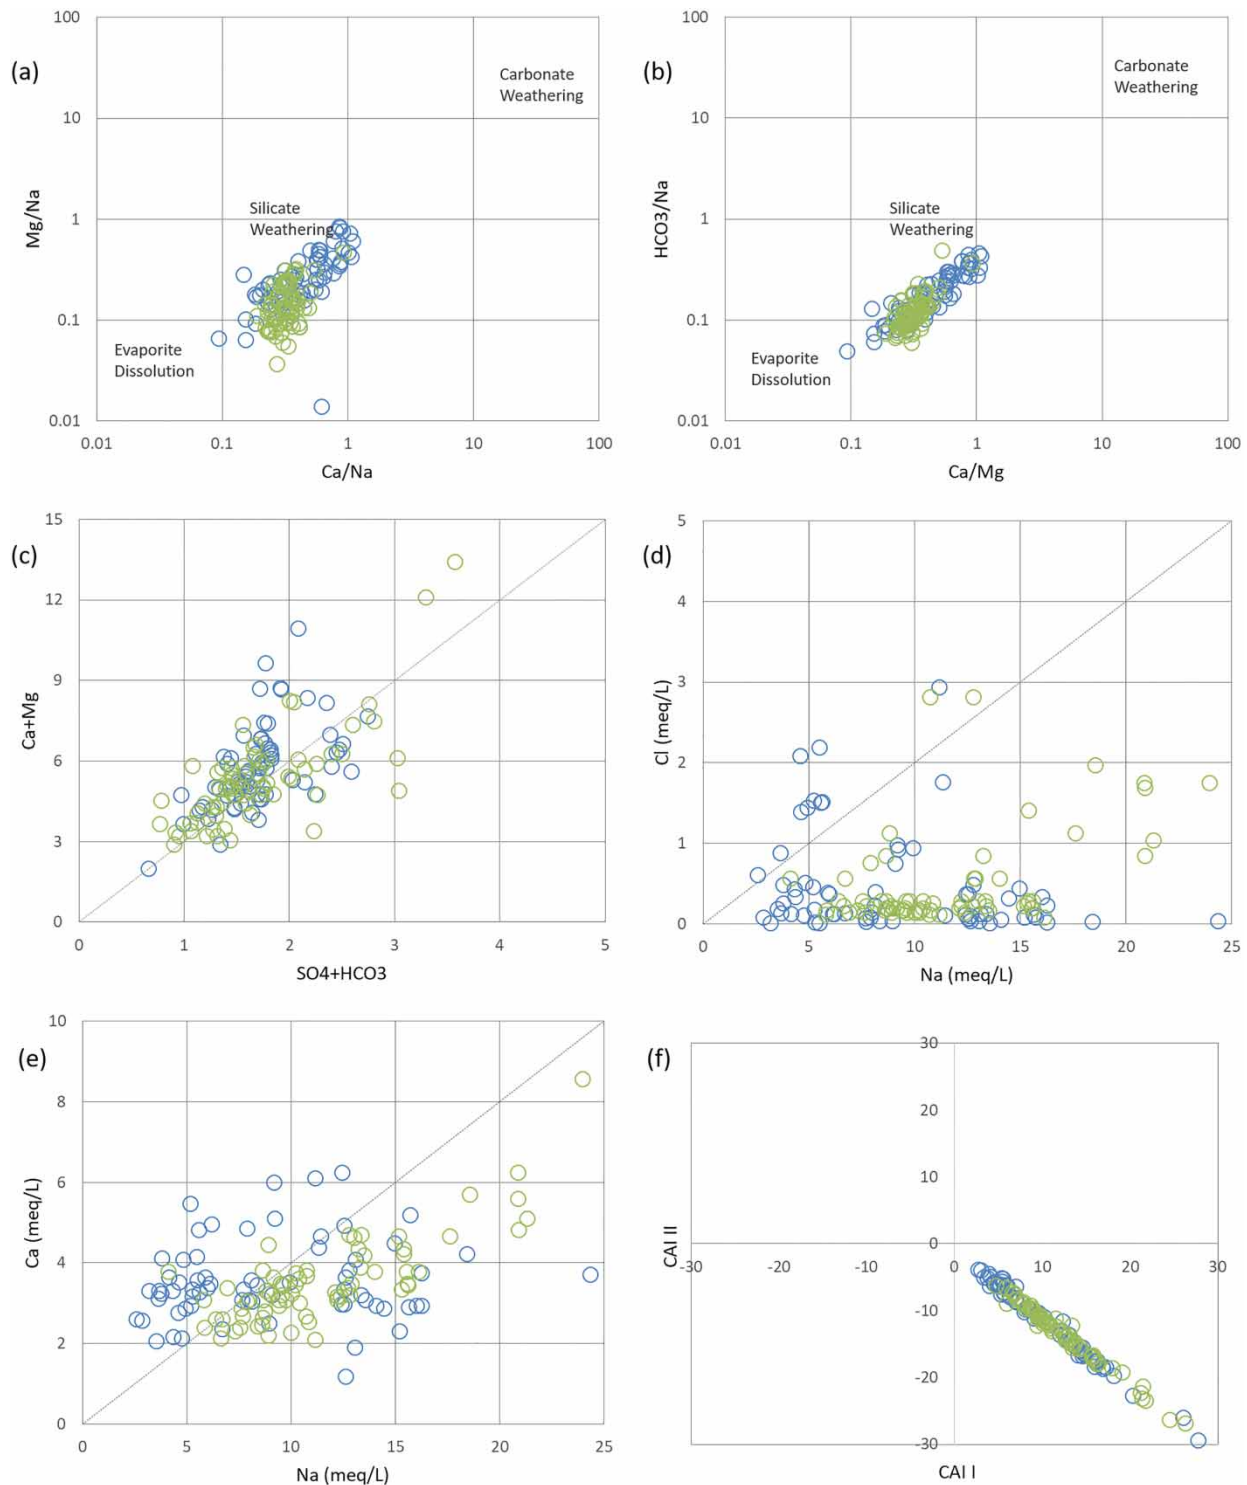 (a)
100
10
1
0.1
0.01
Mg/Na
Carbonate
Weathering
Silicate
Weathering
Evaporite
Dissolution
0.01
0.1
1
10
100
Ca/Na
(b)
100
10
1
0.1
0.01
HCO3/Na
Carbonate
Weathering
Silicate
Weathering
Evaporite
Dissolution
0.01
0.1
1
10
100
Ca/Mg
(c)
15
12
9
6
3
0
Ca+Mg
0
1
2
3
4
5
SO4+HCO3
(d)
5
4
3
2
1
0
Cl (meq/L)
0
5
10
15
20
25
Na (meq/L)
(e)
10
8
6
4
2
0
Ca (meq/L)
0
5
10
15
20
25
Na (meq/L)
(f)
30
20
10
0
-10
-20
-30
CAI II
-30
-20
-10
0
10
20
30
CAI I